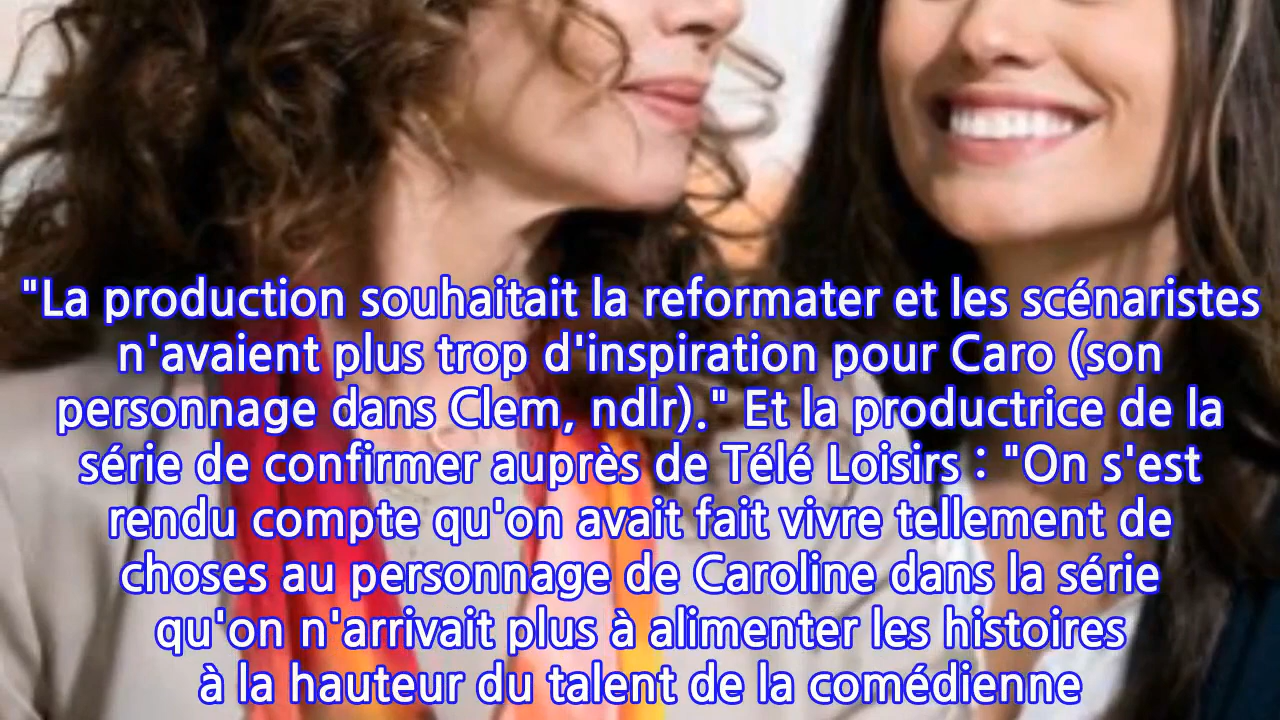 "La production souhaitait la reformater et les scénaristes
n'avaient plus trop d'inspiration pour Caro (son
personnage dans Clem, ndlr)." Et la productrice de la
série de confirmer auprès de Télé Loisirs : "On s'est
rendu compte qu'on avait fait vivre tellement de
choses au personnage de Caroline dans la série
qu'on n'arrivait plus à alimenter les histoires
à la hauteur du talent de la comédienne